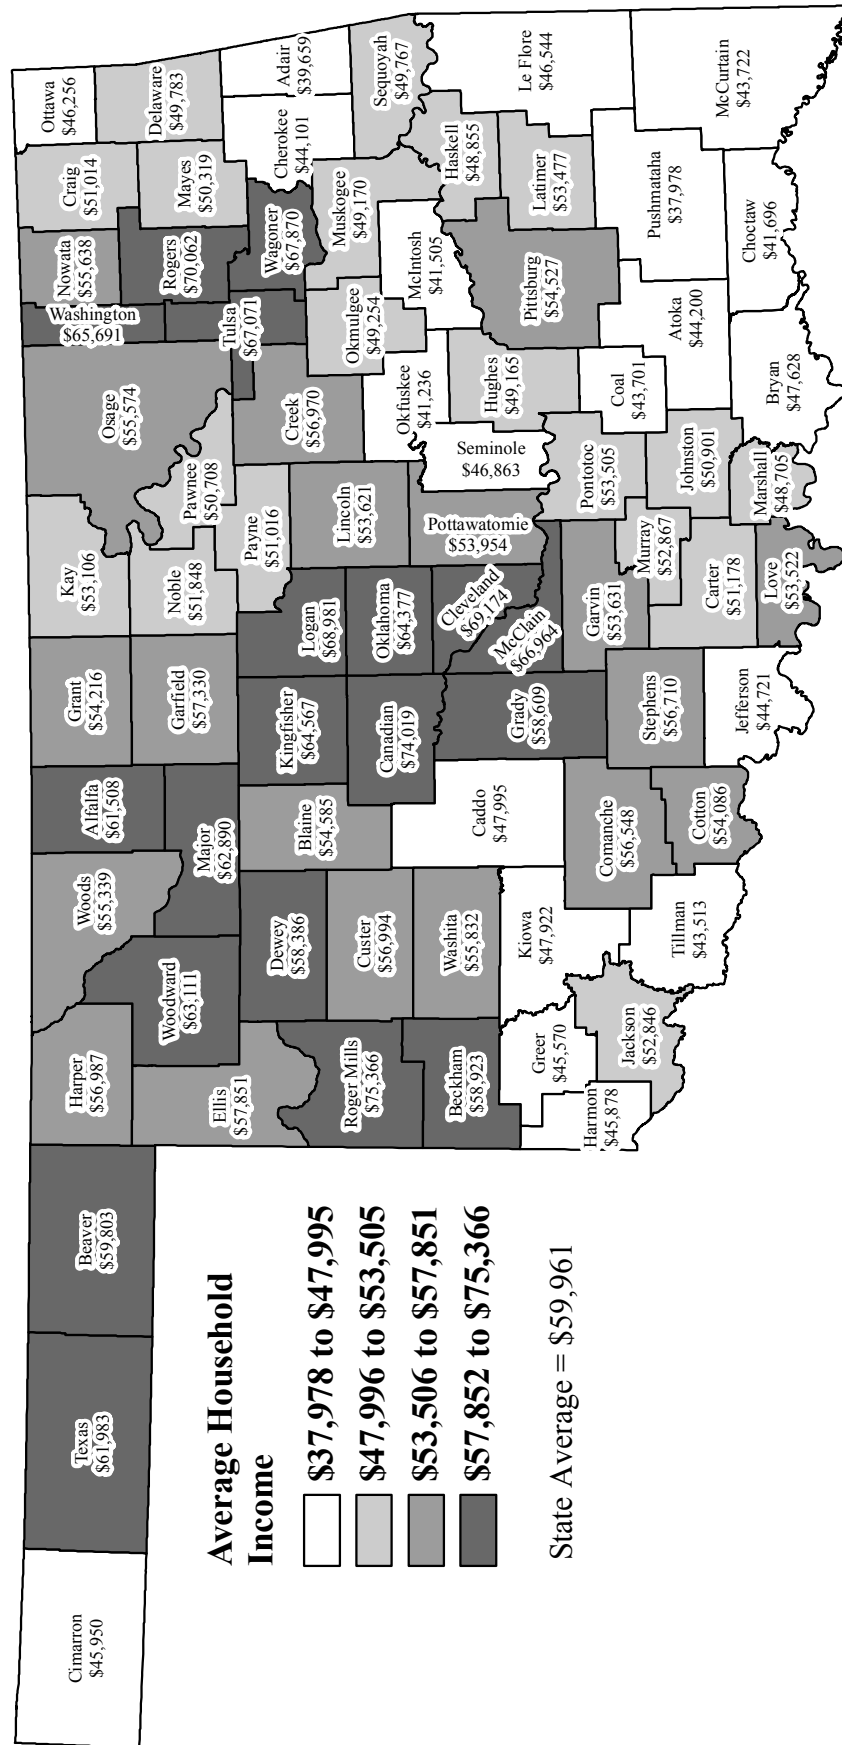 Cimarron
$45,950
Texas
$61,983
Beaver
$59,803
Harper
$56,987
Woods
$55,339
Alfalfa
$61,508
Grant
$54,216
Kay
$53,106
Osage
$55,574
Washington
$65,691
Nowata
$55,638
Craig
$51,014
Ottawa
$46,256
Ellis
$57,851
Woodward
$63,111
Major
$62,890
Garfield
$57,330
Noble
$51,848
Pawnee
$50,708
Tulsa
$67,071
Rogers
$70,062
Mayes
$50,319
Delaware
$49,783
Roger Mills
$75,366
Dewey
$58,386
Blaine
$54,585
Kingfisher
$64,567
Logan
$68,981
Payne
$51,016
Creek
$56,970
Wagoner
$67,870
Cherokee
$44,101
Adair
$39,659
Custer
$56,994
Canadian
$74,019
Oklahoma
$64,377
Lincoln
$53,621
Okmulgee
$49,254
Muskogee
$49,170
Sequoyah
$49,767
Beckham
$58,923
Washita
$55,832
Caddo
$47,995
Grady
$58,609
Cleveland
$69,174
McClain
$66,964
Pottawatomie
$53,954
Seminole
$46,863
Okfuskee
$41,236
McIntosh
$41,505
Haskell
$48,855
Le Flore
$46,544
Harmon
$45,878
Greer
$45,570
Kiowa
$47,922
Comanche
$56,548
Stephens
$56,710
Garvin
$53,631
Pontotoc
$53,505
Hughes
$49,165
Pittsburg
$54,527
Latimer
$53,477
Jackson
$52,846
Tillman
$43,513
Cotton
$54,086
Jefferson
$44,721
Murray
$52,867
Carter
$51,178
Love
$53,522
Johnston
$50,901
Marshall
$48,705
Coal
$43,701
Atoka
$44,200
Bryan
$47,628
Pushmataha
$37,978
Choctaw
$41,696
McCurtain
$43,722
Average Household
Income
$37,978 to $47,995
$47,996 to $53,505
$53,506 to $57,851
$57,852 to $75,366
State Average = $59,961